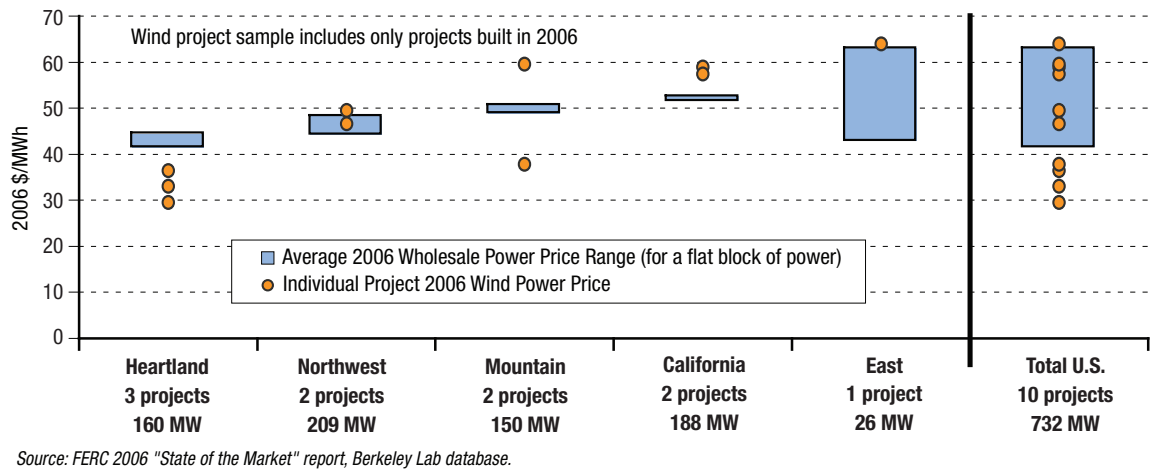 70
Wind project sample includes only projects built in 2006
60
50
40
30
20
10
0
2006 $/MWh
Average 2006 Wholesale Power Price Range (for a flat block of power)
Individual Project 2006 Wind Power Price
Heartland
3 projects
160 MW
Northwest
2 projects
209 MW
Mountain
2 projects
150 MW
California
2 projects
188 MW
East
1 project
26 MW
Total U.S.
10 projects
732 MW
Source: FERC 2006 "State of the Market" report, Berkeley Lab database.